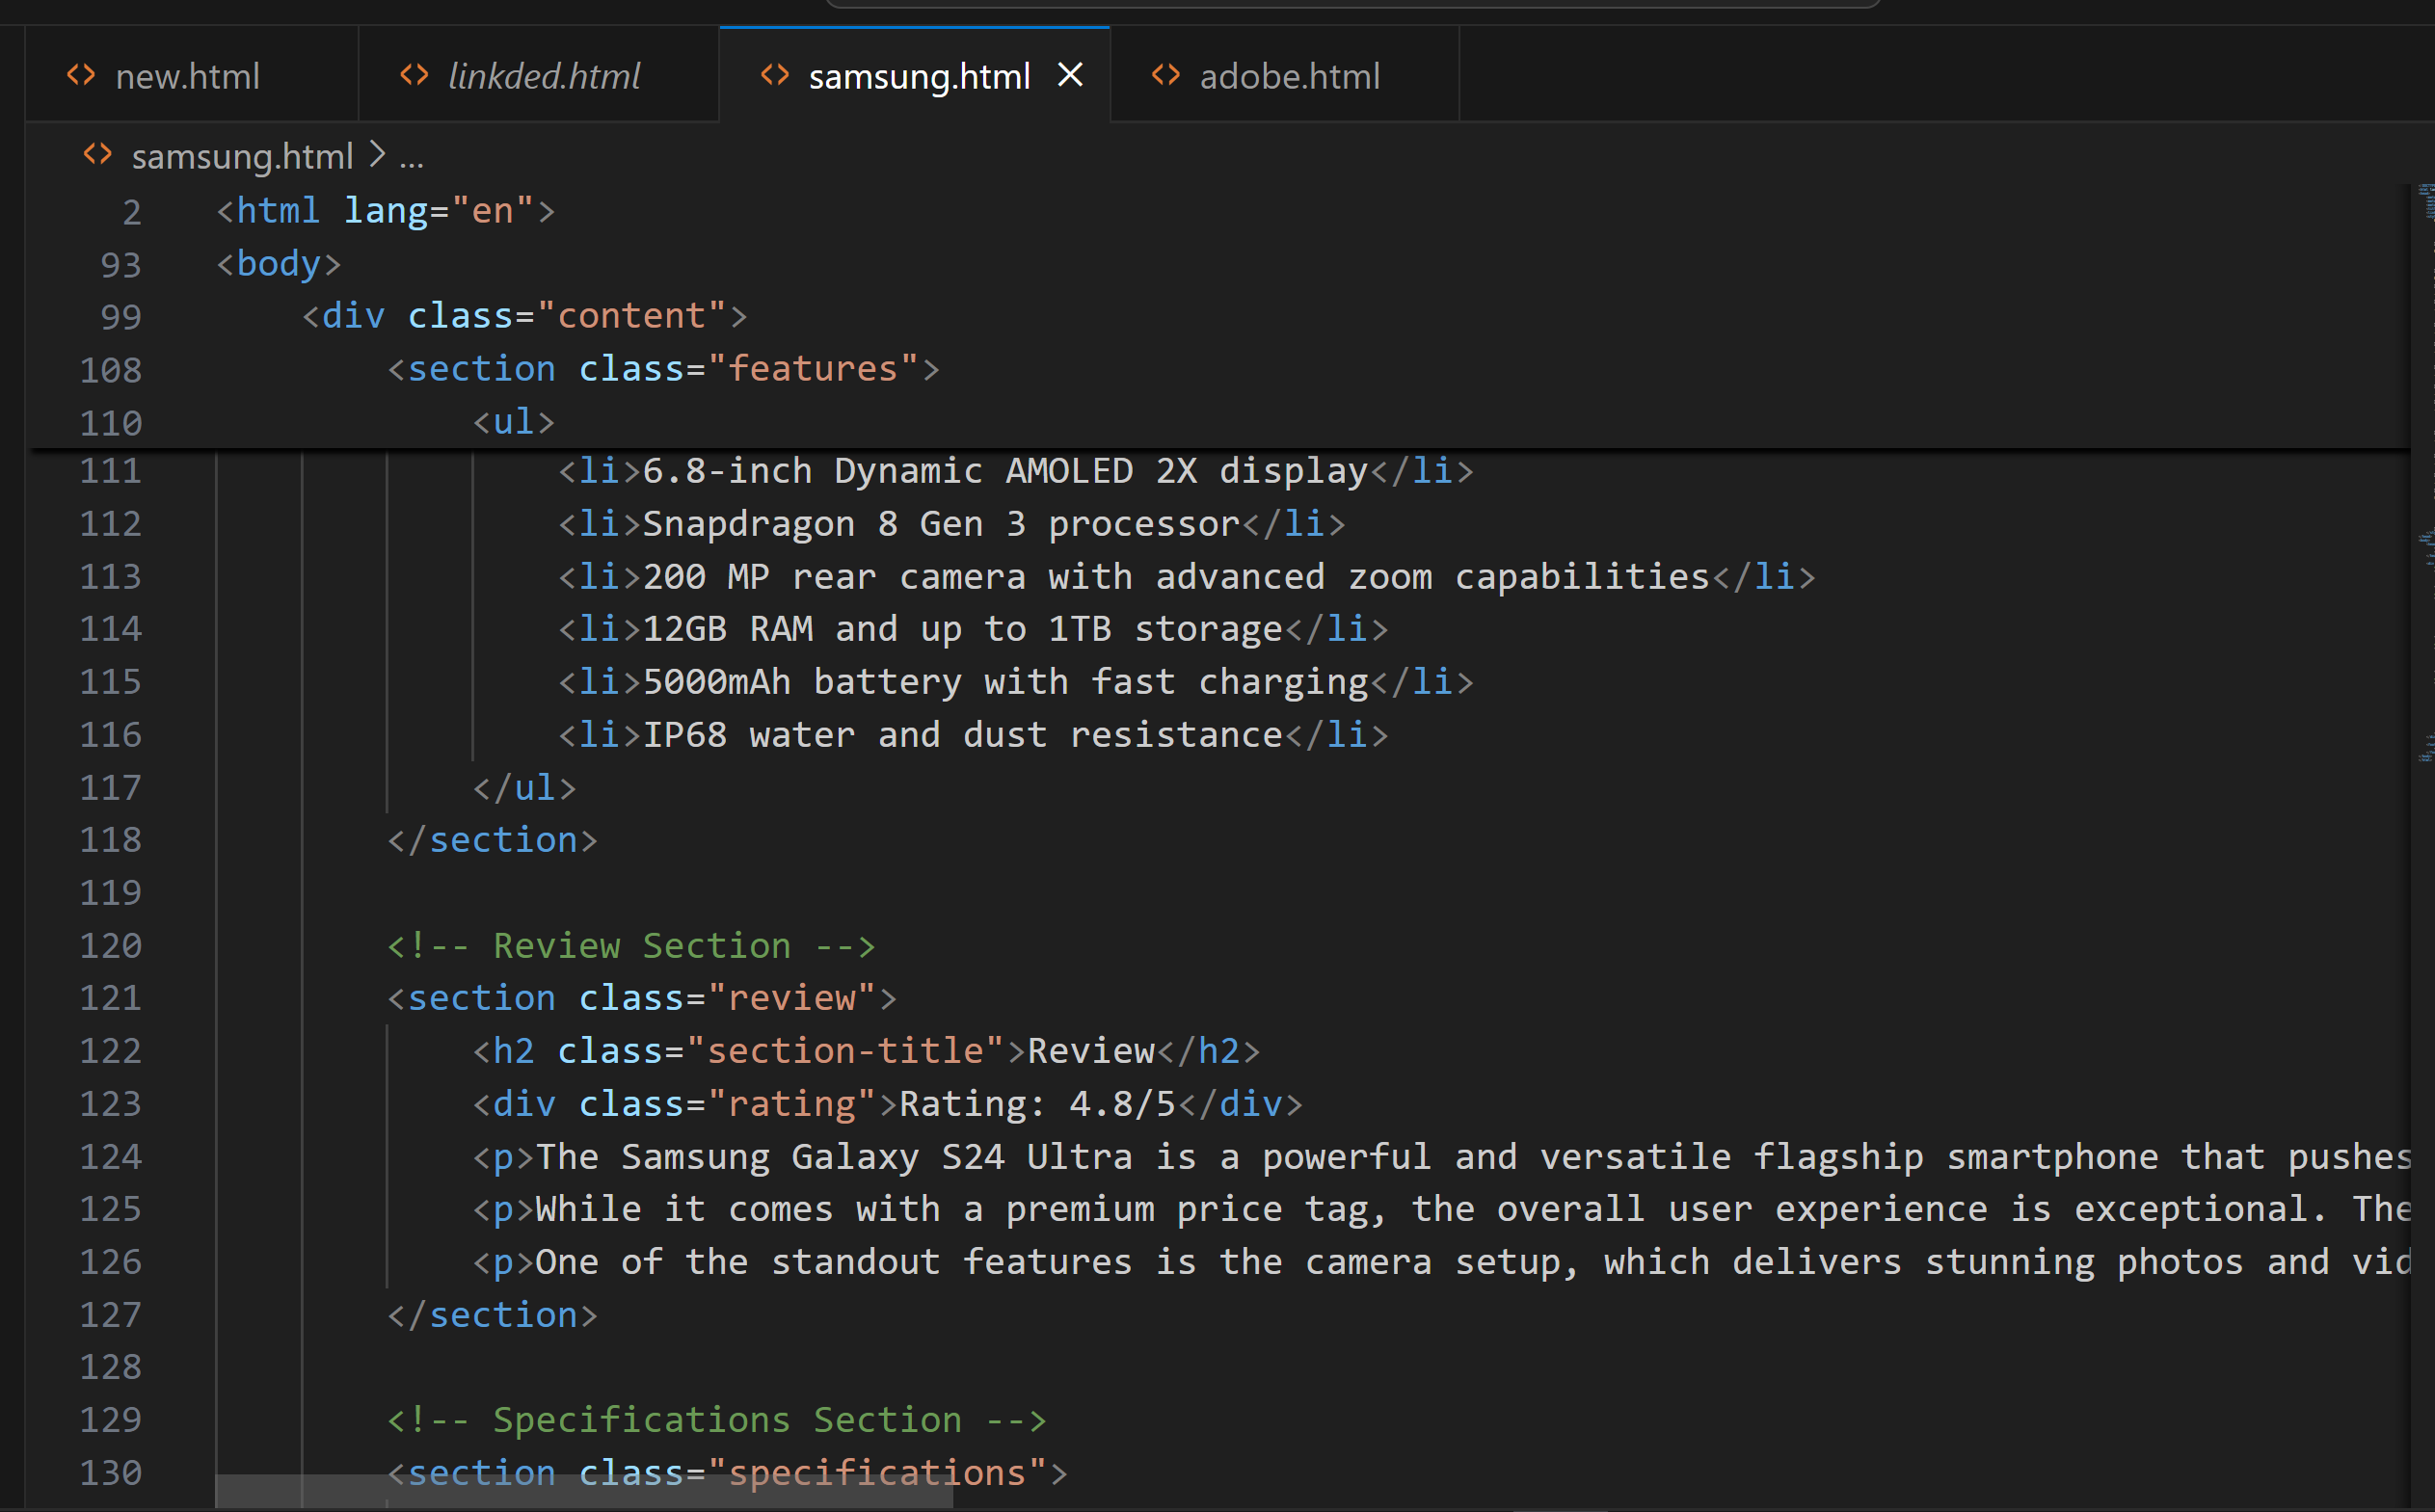 new.html
linkded.html
samsung.html
adobe.html
samsung.html > ...
2 <html lang="en">
93 <body>
99 <div class="content">
108 <section class="features">
110 <ul>
111 <li>6.8-inch Dynamic AMOLED 2X display</li>
112 <li>Snapdragon 8 Gen 3 processor</li>
113 <li>200 MP rear camera with advanced zoom capabilities</li>
114 <li>12GB RAM and up to 1TB storage</li>
115 <li>5000mAh battery with fast charging</li>
116 <li>IP68 water and dust resistance</li>
117 </ul>
118 </section>
119
120 <!-- Review Section -->
121 <section class="review">
122 <h2 class="section-title">Review</h2>
123 <div class="rating">Rating: 4.8/5</div>
124 <p>The Samsung Galaxy S24 Ultra is a powerful and versatile flagship smartphone that pushes
125 <p>While it comes with a premium price tag, the overall user experience is exceptional. The
126 <p>One of the standout features is the camera setup, which delivers stunning photos and vid
127 </section>
128
129 <!-- Specifications Section -->
130 <section class="specifications">